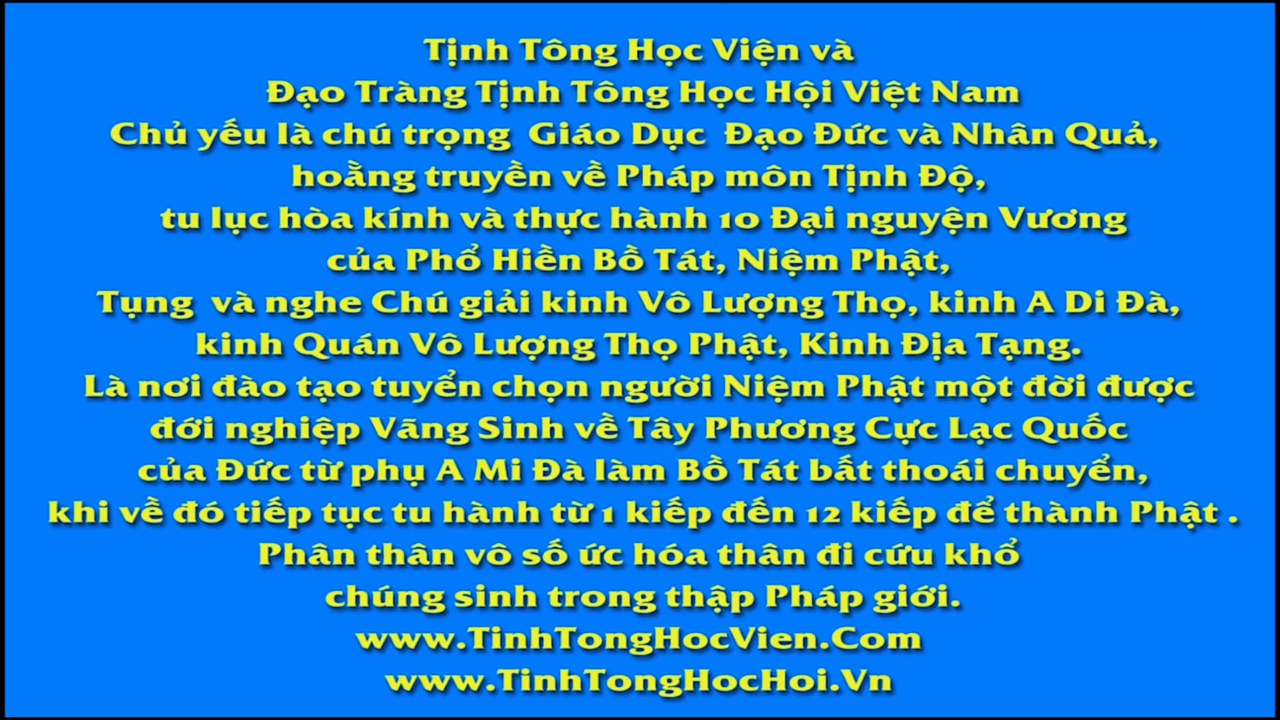 Tịnh Tông Học Viện và
Đạo Tràng Tịnh Tông Học Hội Việt Nam
Chủ yếu là chú trọng Giáo Dục Đạo Đức và Nhân Quả,
hoằng truyền về Pháp môn Tịnh Độ,
tu lục hòa kính và thực hành 10 Đại nguyện Vương
của Phổ Hiền Bồ Tát, Niệm Phật,
Tụng và nghe Chú giải kinh Vô Lượng Thọ, kinh A Di Đà,
kinh Quán Vô Lượng Thọ Phật, Kinh Địa Tạng.
Là nơi đào tạo tuyển chọn người Niệm Phật một đời được
đới nghiệp Vãng Sinh về Tây Phương Cực Lạc Quốc
của Đức từ phụ A Mi Đà làm Bồ Tát bất thoái chuyển,
khi về đó tiếp tục tu hành từ 1 kiếp đến 12 kiếp để thành Phật .
Phân thân vô số ức hóa thân đi cứu khổ
chúng sinh trong thập Pháp giới.
www.TinhTongHocVien.Com
www.TinhTongHocHoi.Vn